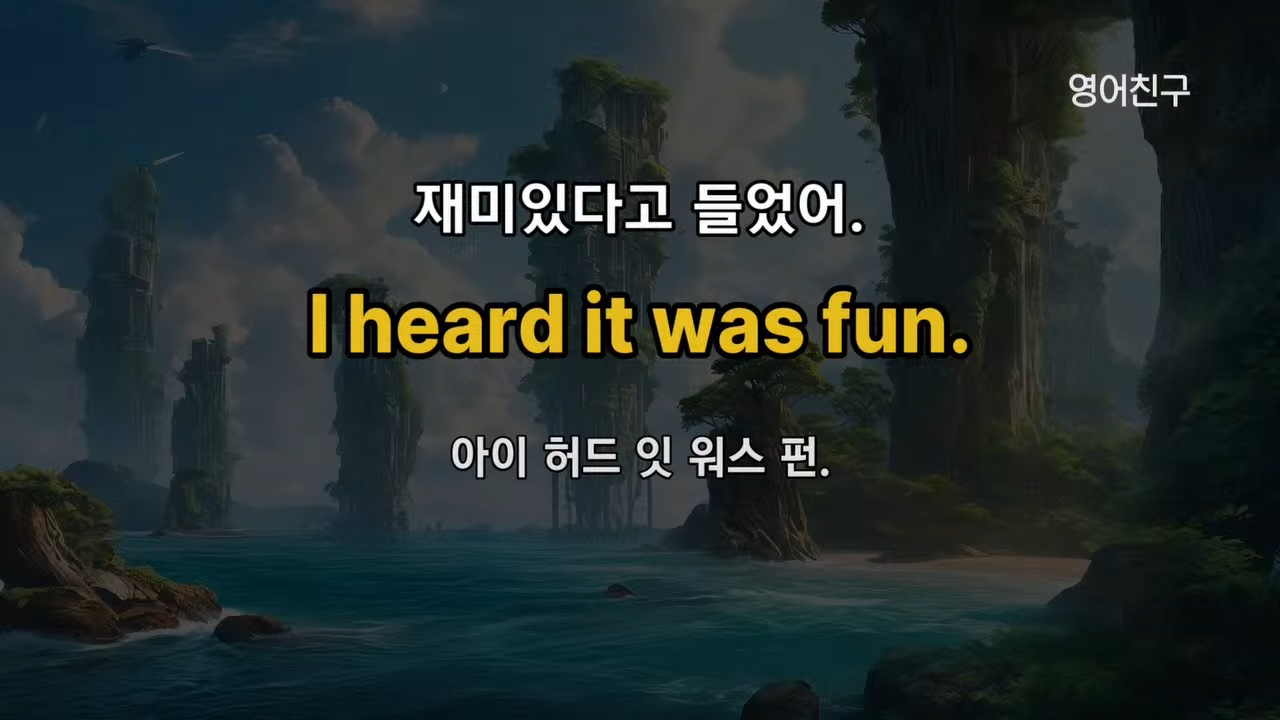 영어친구
재미있다고 들었어.
I heard it was fun.
아이 허드 잇 워스 펀.